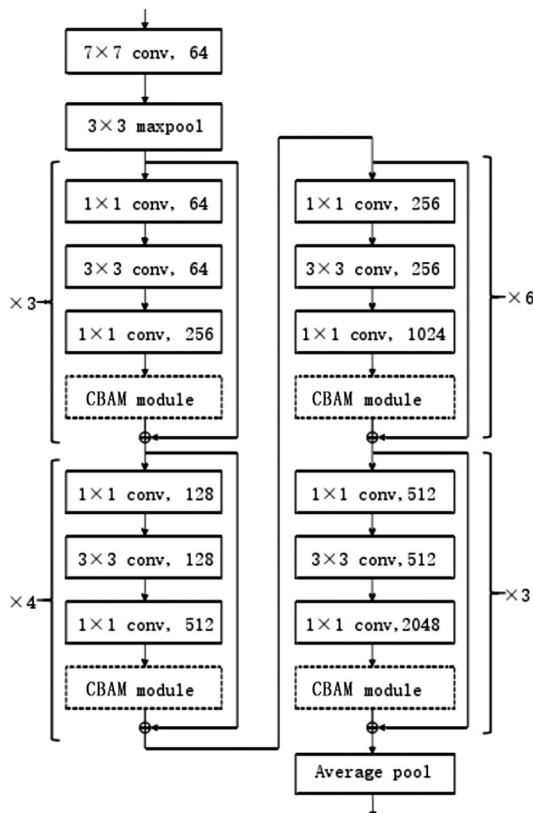 7×7 conv, 64
3×3 maxpool
×3
1×1 conv, 64
3×3 conv, 64
1×1 conv, 256
CBAM module
×4
1×1 conv, 128
3×3 conv, 128
1×1 conv, 512
CBAM module
1×1 conv, 256
3×3 conv, 256
1×1 conv, 1024
CBAM module
×6
1×1 conv,512
3×3 conv,512
1×1 conv,2048
CBAM module
×3
Average pool